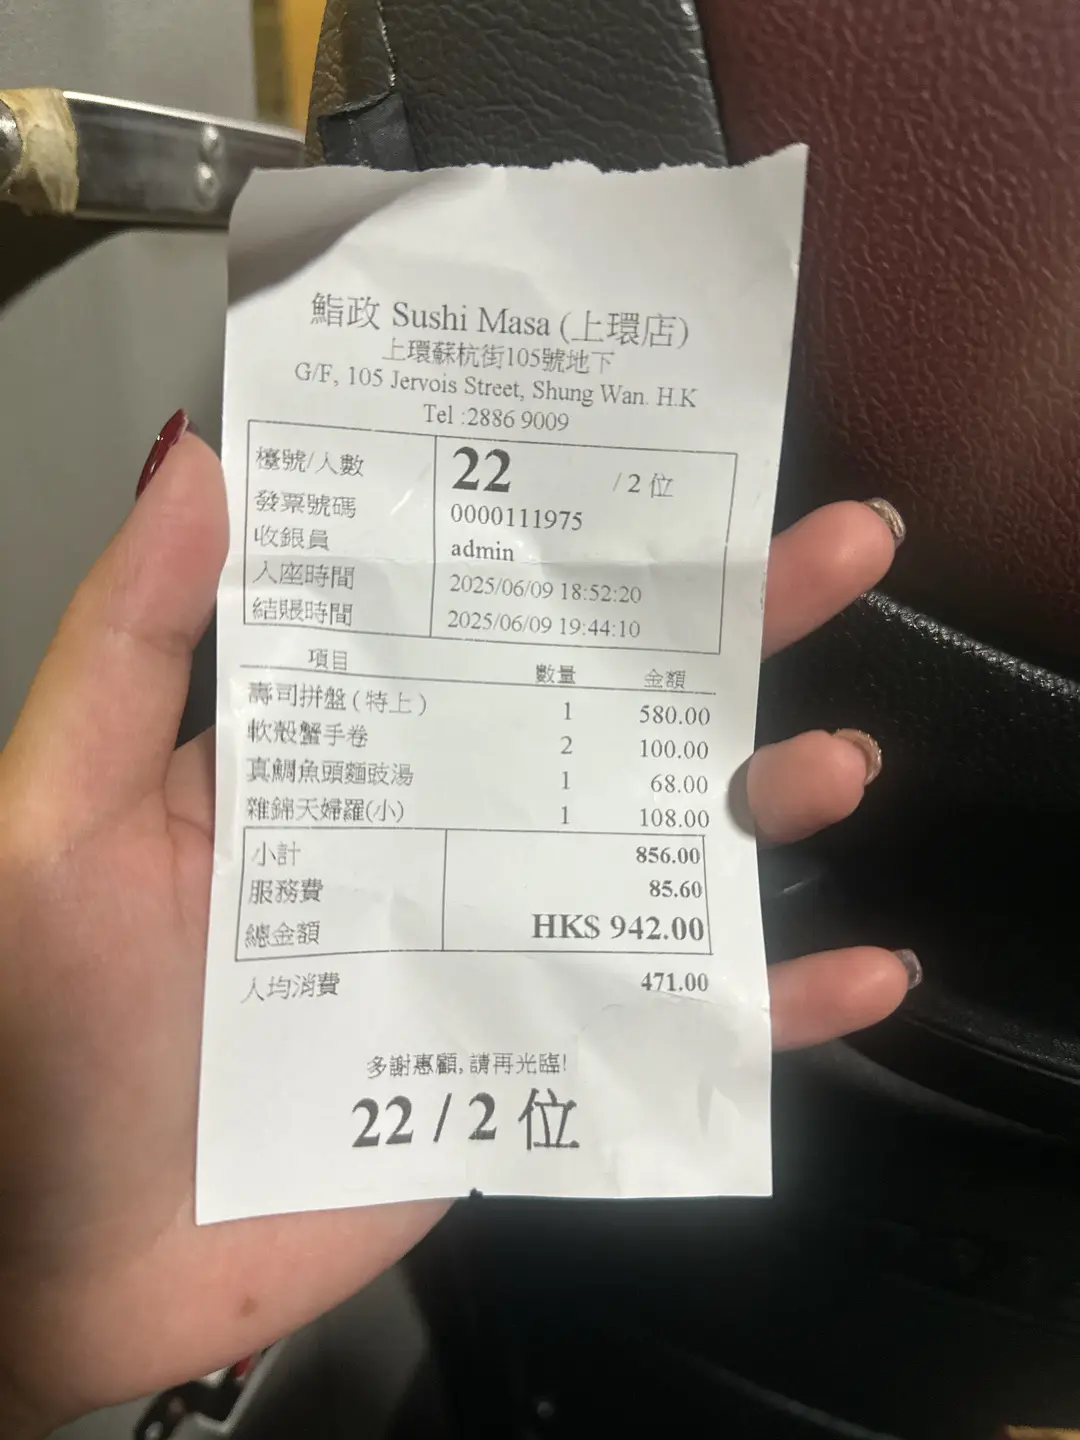 鮨政 Sushi Masa (上環店)
上環蘇杭街105號地下
G/F, 105 Jervois Street, Shung Wan. H.K
Tel :2886 9009
檯號/人數 22 / 2 位
發票號碼 0000111975
收銀員 admin
入座時間 2025/06/09 18:52:20
結賬時間 2025/06/09 19:44:10
項目 數量 金額
壽司拼盤 ( 特上 ) 1 580.00
軟殼蟹手卷 2 100.00
真鯛魚頭麵豉湯 1 68.00
雜錦天婦羅(小) 1 108.00
小計 856.00
服務費 85.60
總金額 HK$ 942.00
人均消費 471.00
多謝惠顧, 請再光臨!
22 / 2 位